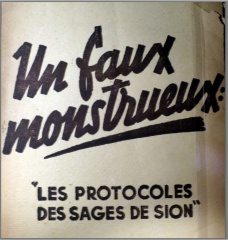 Un faux
monstrueux:
"LES PROTOCOLES
DES SAGES DE SION"